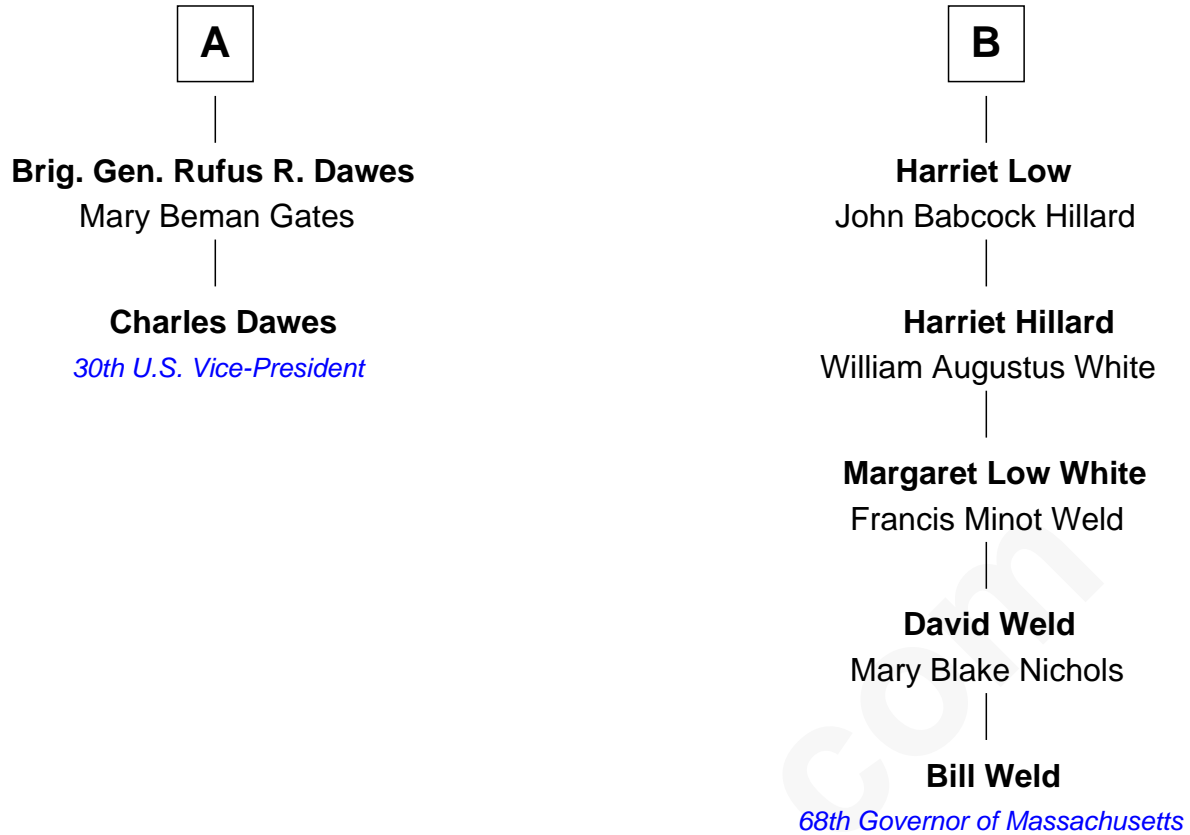 A
Brig. Gen. Rufus R. Dawes
Mary Beman Gates
Charles Dawes
30th U.S. Vice-President
B
Harriet Low
John Babcock Hillard
Harriet Hillard
William Augustus White
Margaret Low White
Francis Minot Weld
David Weld
Mary Blake Nichols
Bill Weld
68th Governor of Massachusetts
com